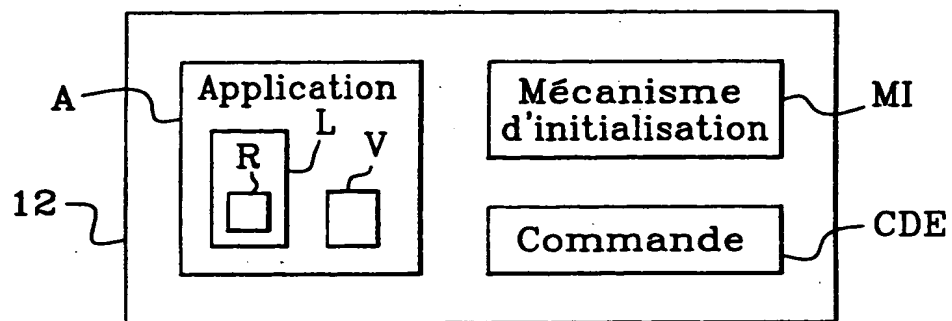 Application
A
L
R
V
12
Mécanisme
d'initialisation
MI
Commande
CDE